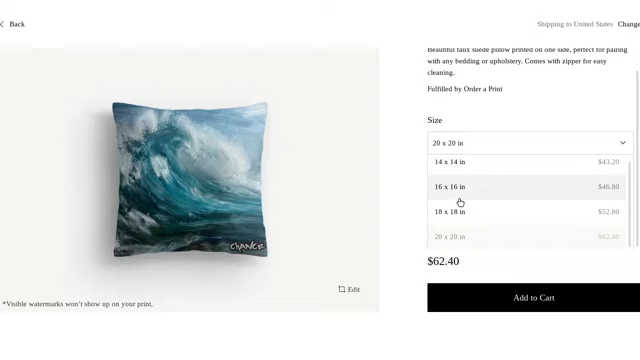 Back
Shipping to United States Change
Beautiful faux suede pillow printed on one side, perfect for pairing
with any bedding or upholstery. Comes with zipper for easy
cleaning.
Fulfilled by Order a Print
Size
20 x 20 in
14 x 14 in $43.20
16 x 16 in $46.80
18 x 18 in $52.80
20 x 20 in $62.40
$62.40
Add to Cart
CHANCE
Edit
*Visible watermarks won’t show up on your print.